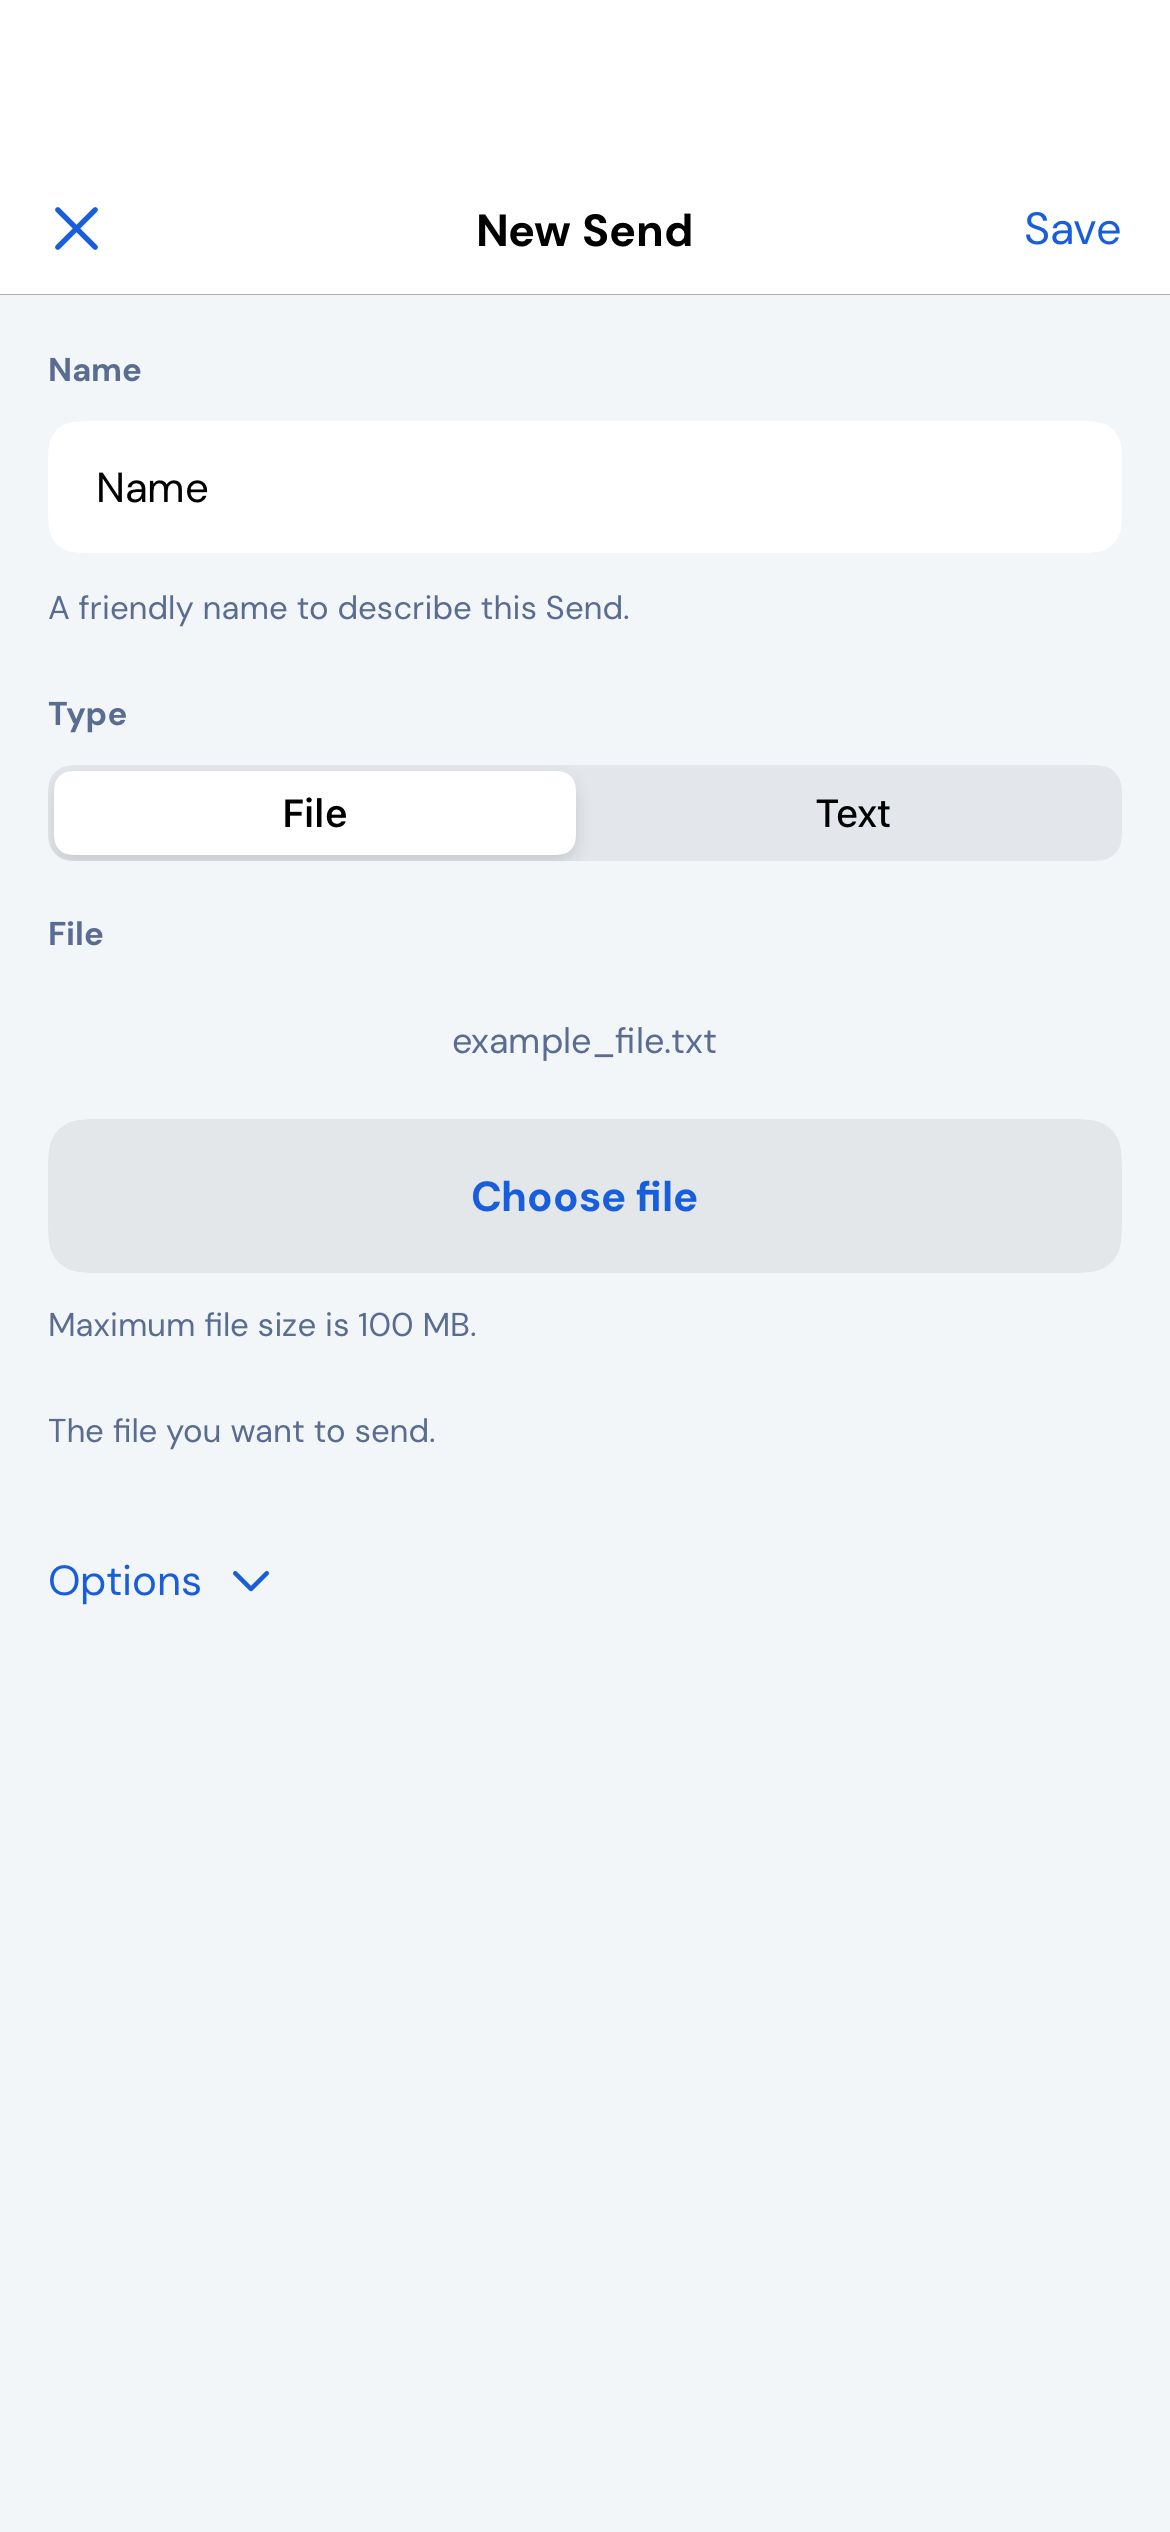 New Send
Save
Name
Name
A friendly name to describe this Send.
Type
File
Text
File
example_file.txt
Choose file
Maximum file size is 100 MB.
The file you want to send.
Options